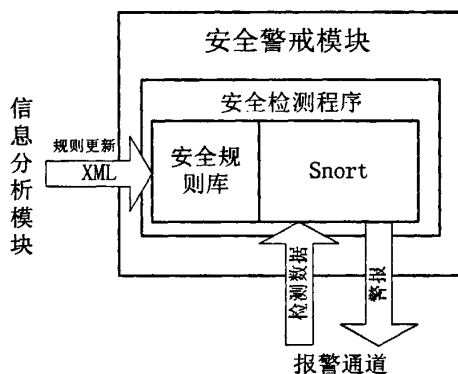 安全警戒模块
安全检测程序
信息分析模块
规则更新
XML
安全规
则库
Snort
检测数据
警报
报警通道